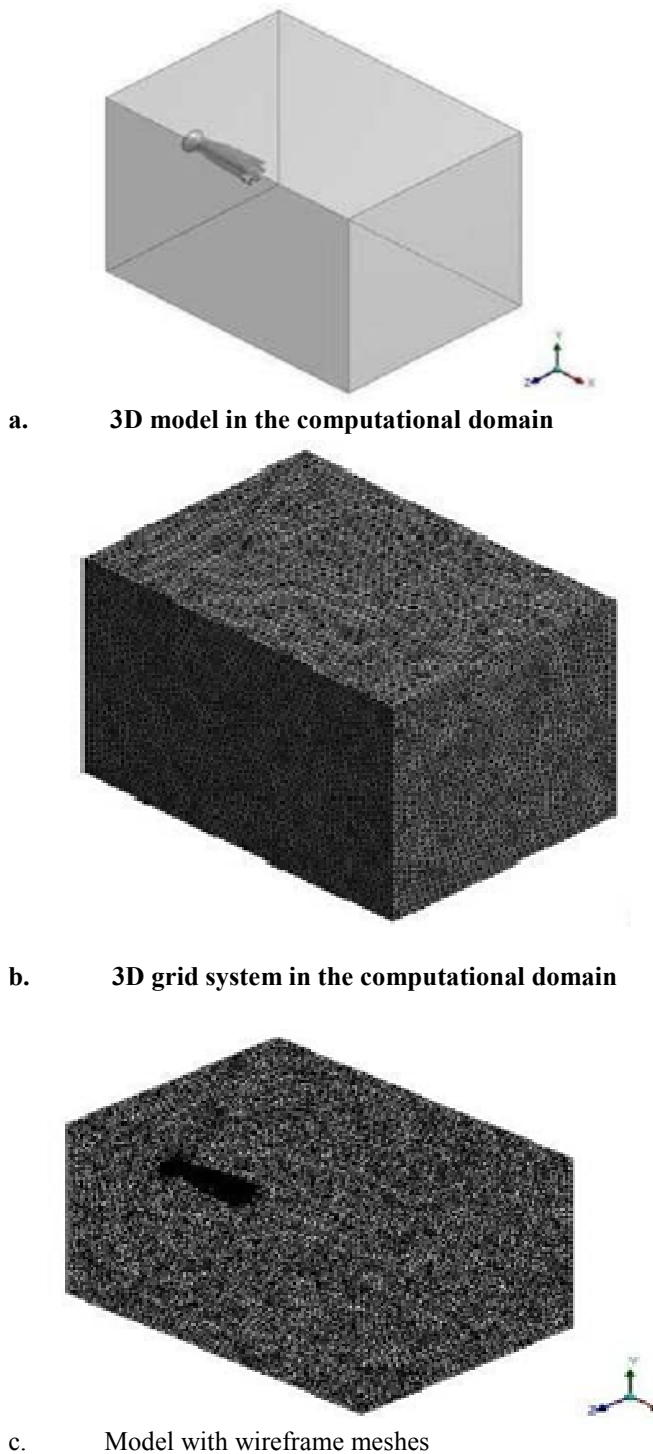 Y
Z X
a. 3D model in the computational domain
b. 3D grid system in the computational domain
Y
Z
c. Model with wireframe meshes